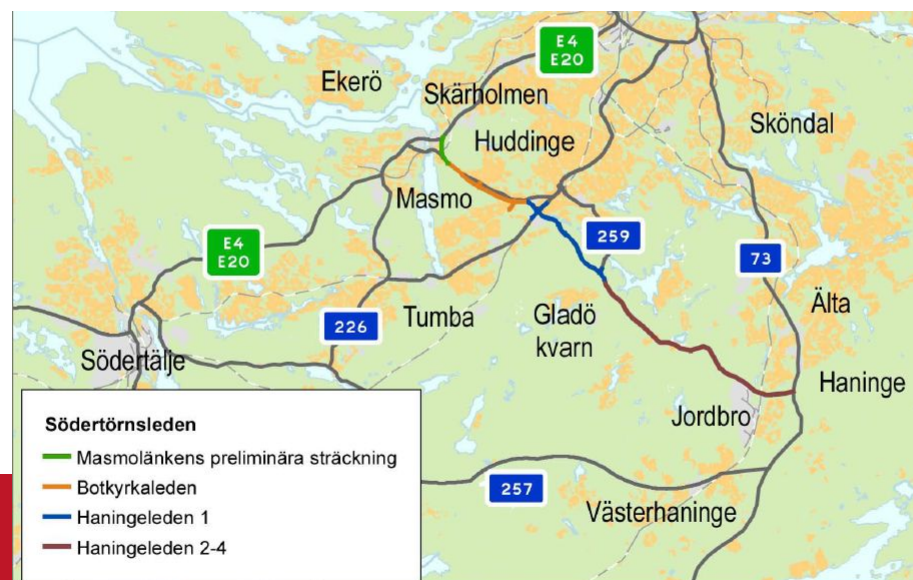 E4
E20
Ekerö
Skärholmen
Sköndal
Huddinge
Masmo
259
E4
E20
73
Älta
226
Tumba
Gladö
kvarn
Södertälje
Haninge
Jordbro
Södertörnsleden
Masmolänkens preliminära sträckning
Botkyrkaleden
257
Västerhaninge
Haningeleden 1
Haningeleden 2-4